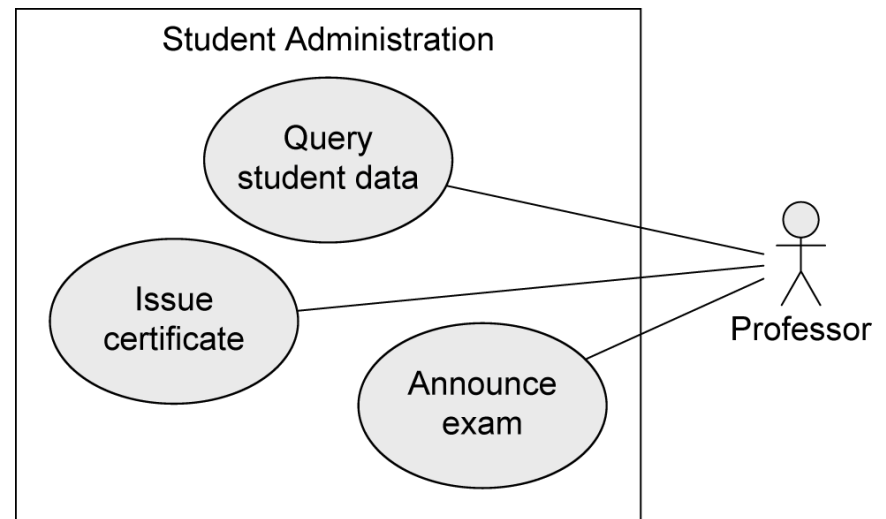 Student Administration
Query
student data
Issue
certificate
Professor
Announce
exam